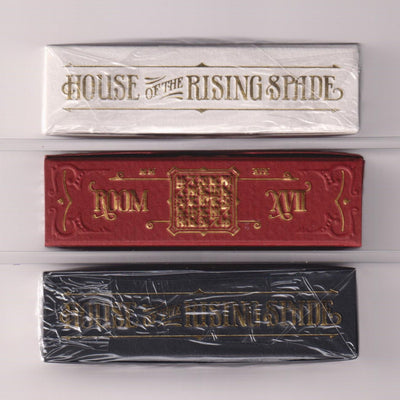 HOUSE OF THE RISING SPADE
ROOM XVII
HOUSE OF THE RISING SPADE